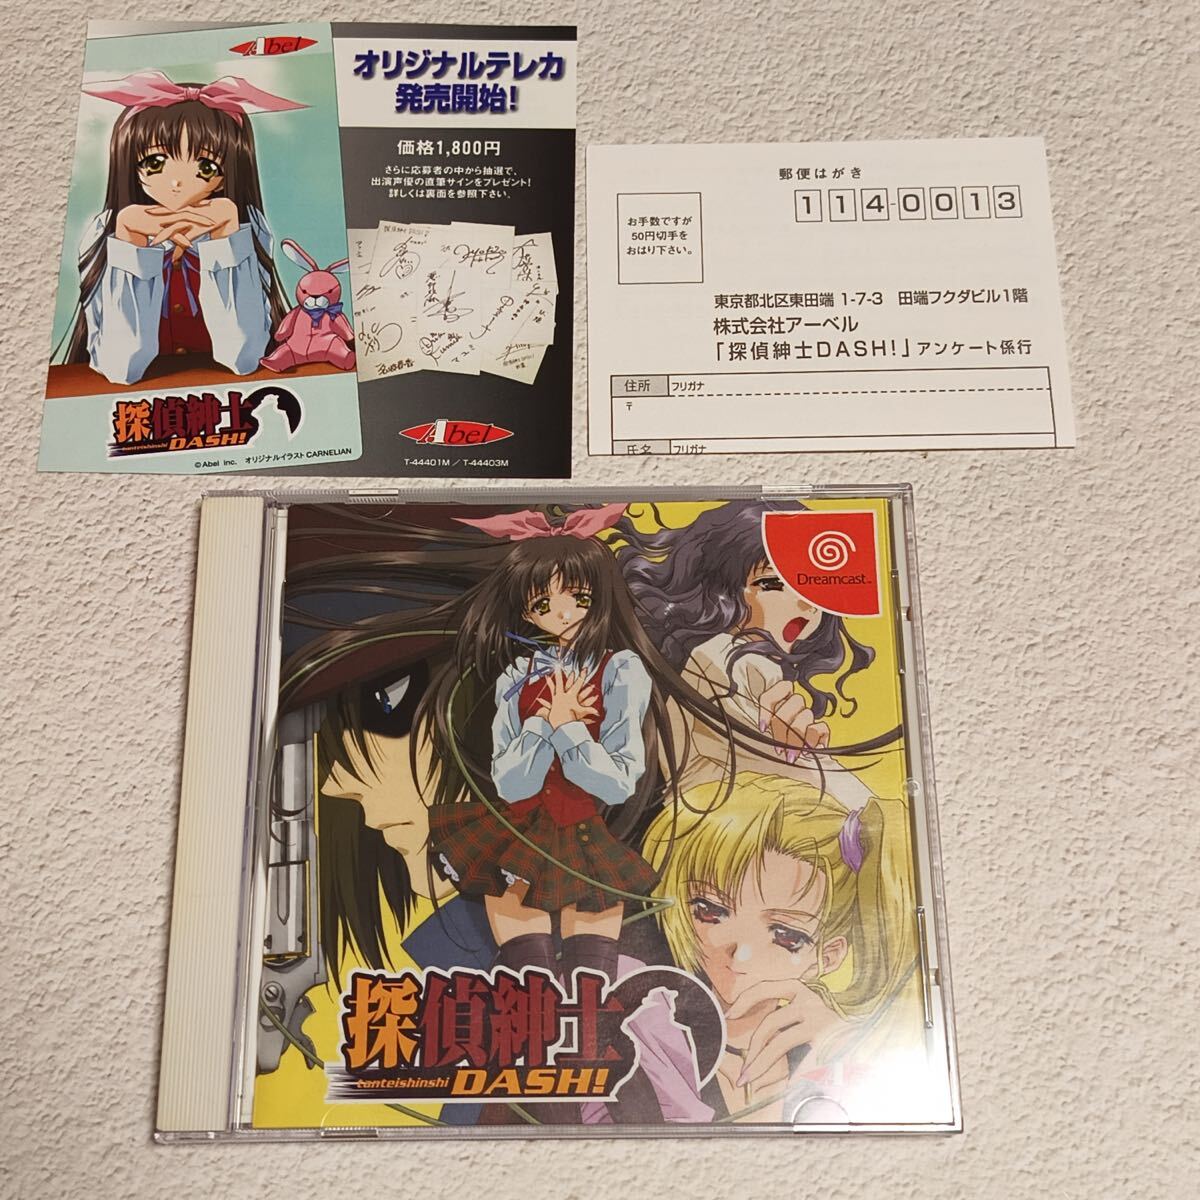 Abel
オリジナルテレカ
発売開始！
価格1,800円
さらに応募者の中から抽選で、
出演声優の直筆サインをプレゼント！
詳しくは裏面を参照下さい。
探偵紳士
tanteishinshi DASH!
©Abel inc. オリジナルイラスト CARNELIAN
Abel
T-44401M／T-44403M
郵便はがき
114-0013
お手数ですが
50円切手を
おはり下さい。
東京都北区東田端 1-7-3 田端フクダビル1階
株式会社アーベル
「探偵紳士DASH！」アンケート係行
住所 フリガナ
〒
氏名 フリガナ
Dreamcast™
探偵紳士
tanteishinshi DASH!